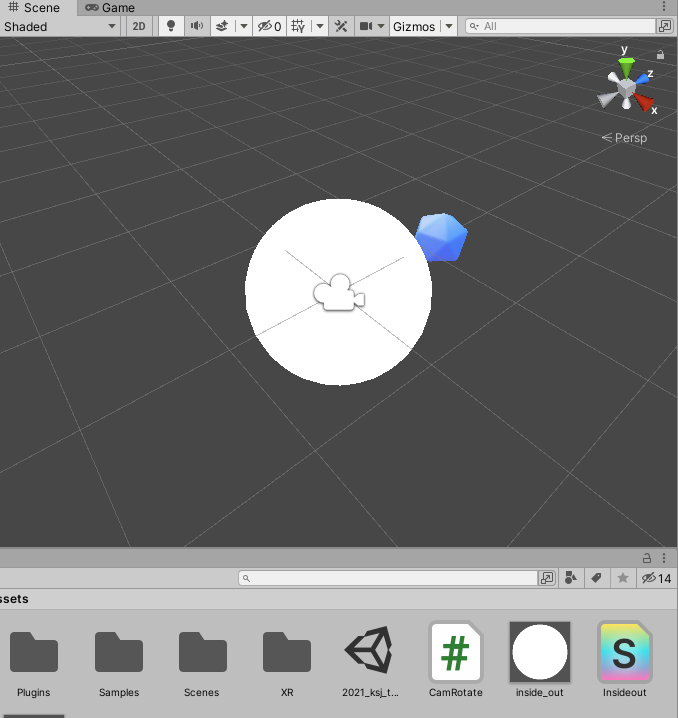 Scene Game
Shaded 2D 0 Gizmos All
y
z
x
Persp
14
ssets
#
S
Plugins Samples Scenes XR 2021_ksj_t... CamRotate inside_out Insideout